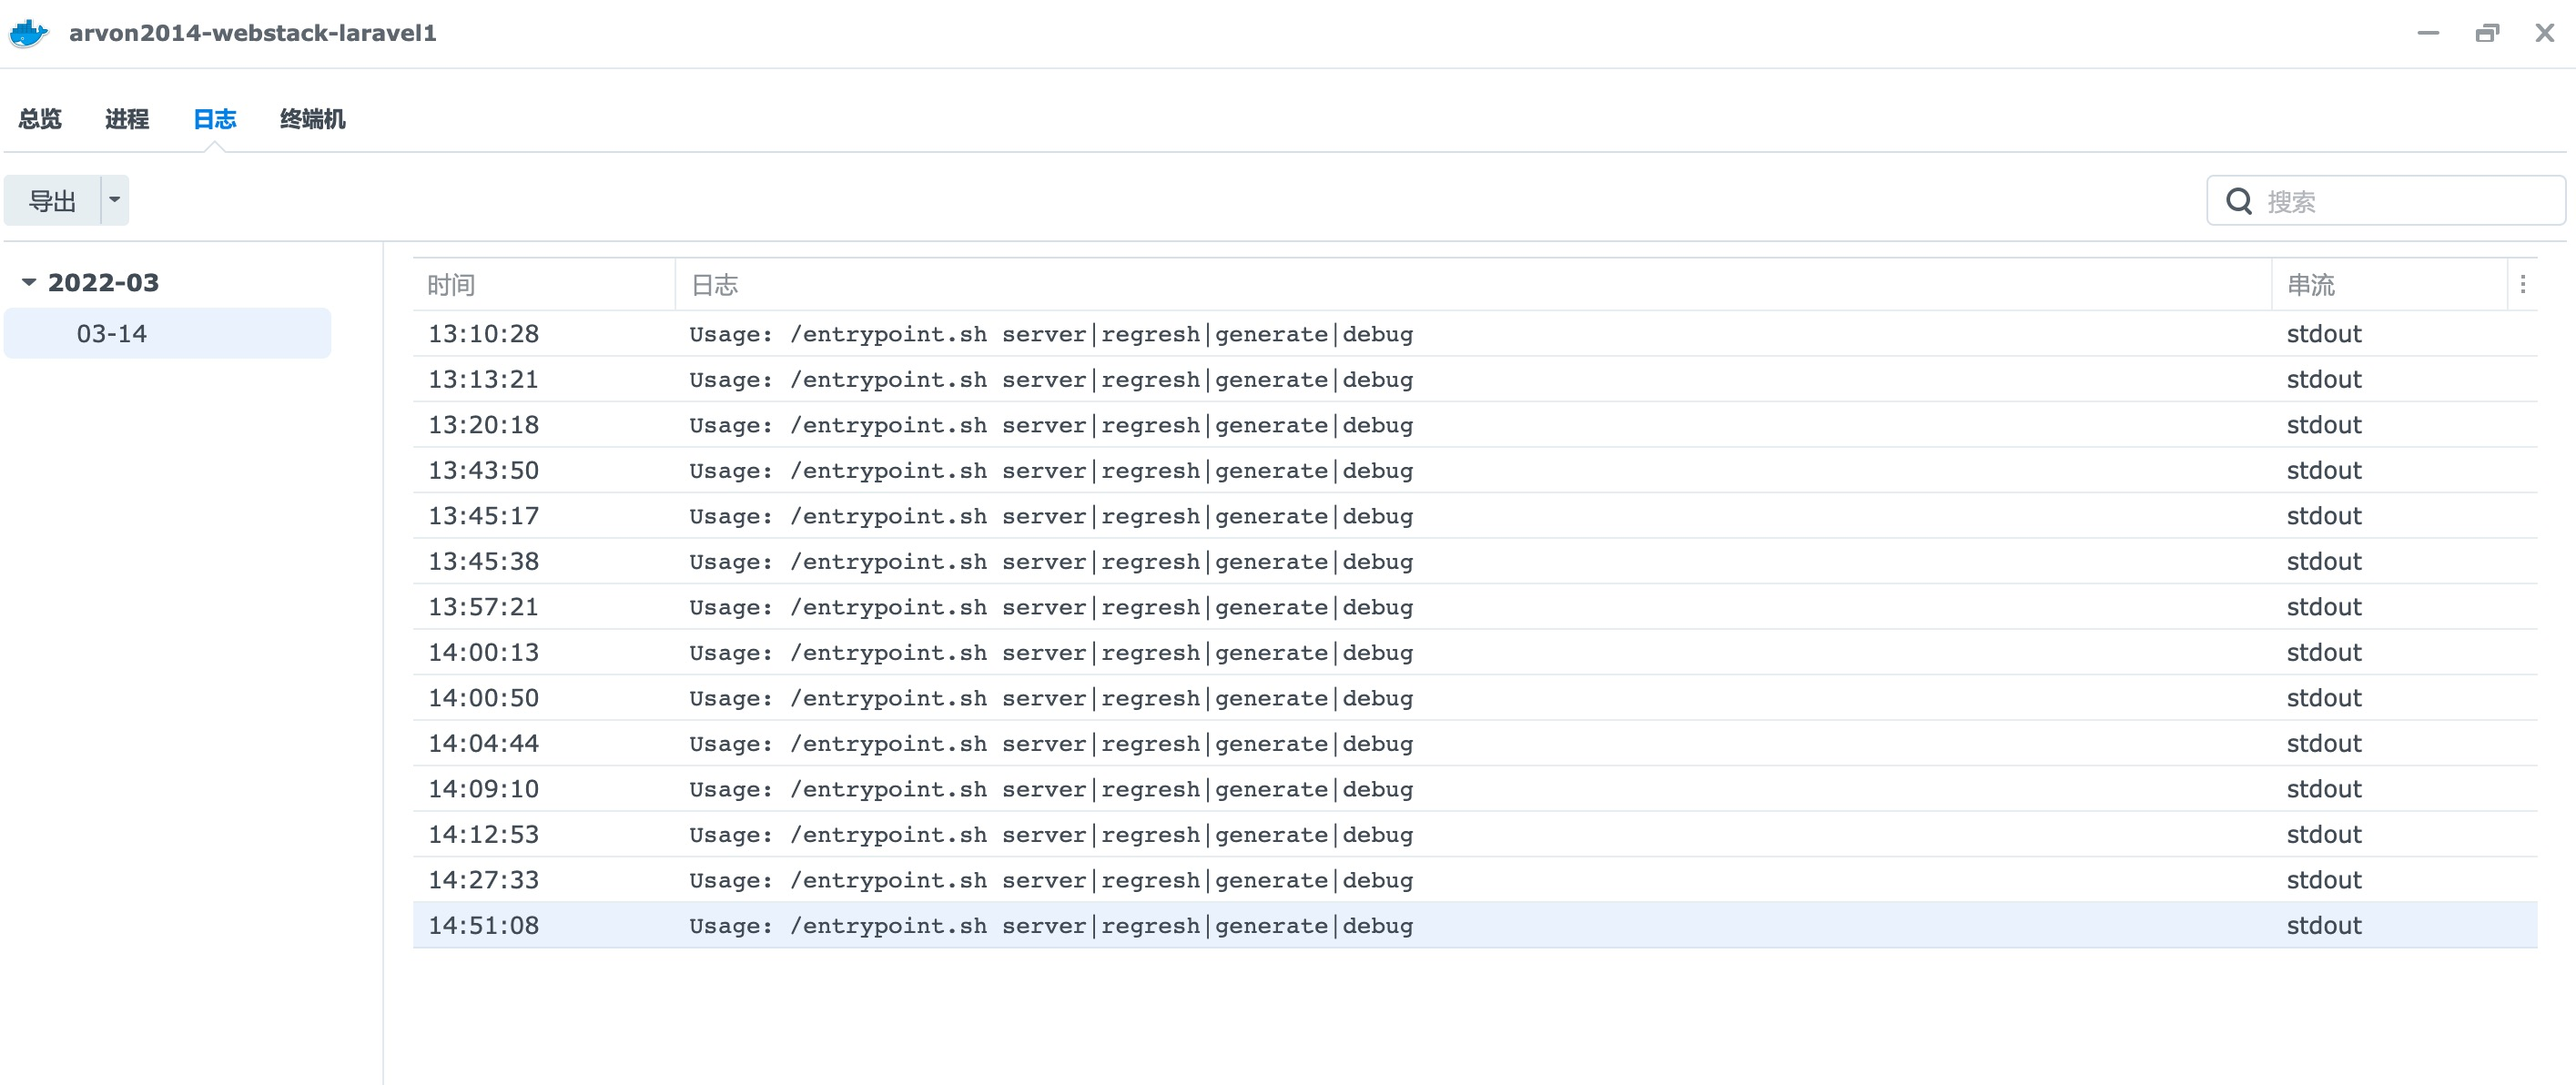 arvon2014-webstack-laravel1
总览 进程 日志 终端机
导出 搜索
2022-03
03-14
时间 日志 串流
13:10:28 Usage: /entrypoint.sh server|regresh|generate|debug stdout
13:13:21 Usage: /entrypoint.sh server|regresh|generate|debug stdout
13:20:18 Usage: /entrypoint.sh server|regresh|generate|debug stdout
13:43:50 Usage: /entrypoint.sh server|regresh|generate|debug stdout
13:45:17 Usage: /entrypoint.sh server|regresh|generate|debug stdout
13:45:38 Usage: /entrypoint.sh server|regresh|generate|debug stdout
13:57:21 Usage: /entrypoint.sh server|regresh|generate|debug stdout
14:00:13 Usage: /entrypoint.sh server|regresh|generate|debug stdout
14:00:50 Usage: /entrypoint.sh server|regresh|generate|debug stdout
14:04:44 Usage: /entrypoint.sh server|regresh|generate|debug stdout
14:09:10 Usage: /entrypoint.sh server|regresh|generate|debug stdout
14:12:53 Usage: /entrypoint.sh server|regresh|generate|debug stdout
14:27:33 Usage: /entrypoint.sh server|regresh|generate|debug stdout
14:51:08 Usage: /entrypoint.sh server|regresh|generate|debug stdout